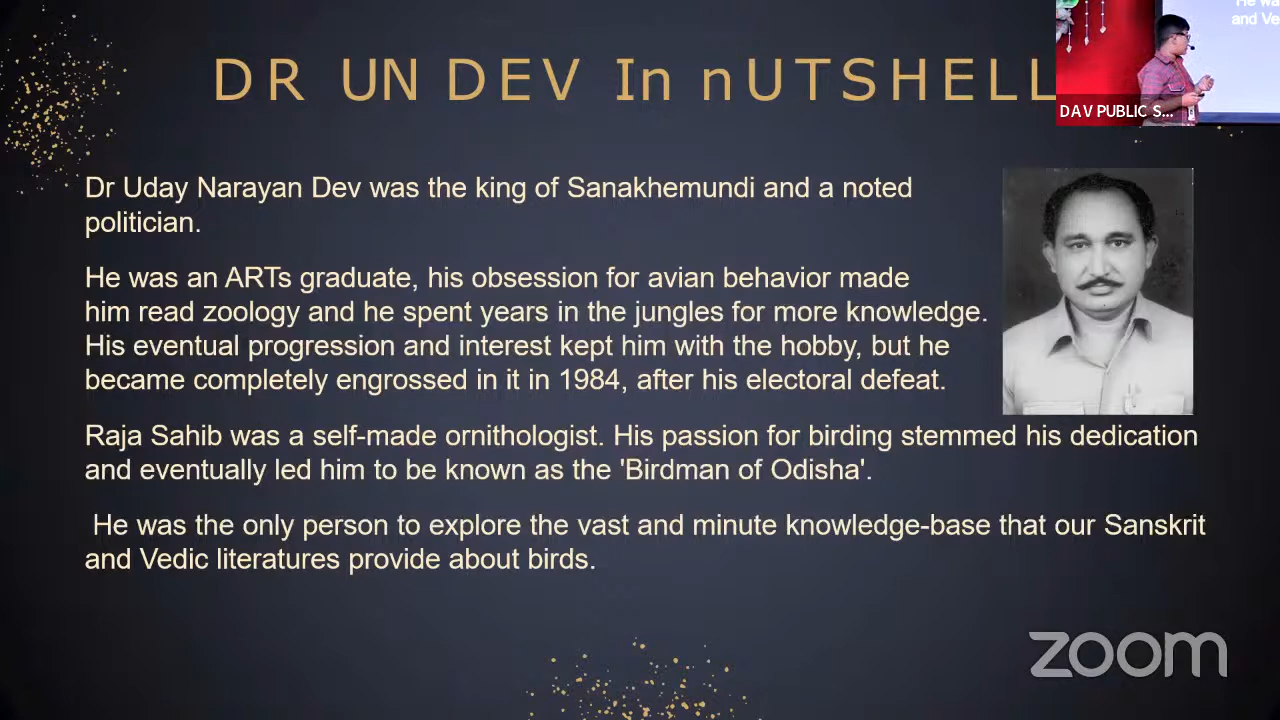 DR UN DEV In nUTSHELL
He wa
and Ve
DAV PUBLIC S...
Dr Uday Narayan Dev was the king of Sanakhemundi and a noted
politician.
He was an ARTs graduate, his obsession for avian behavior made
him read zoology and he spent years in the jungles for more knowledge.
His eventual progression and interest kept him with the hobby, but he
became completely engrossed in it in 1984, after his electoral defeat.
Raja Sahib was a self-made ornithologist. His passion for birding stemmed his dedication
and eventually led him to be known as the 'Birdman of Odisha'.
He was the only person to explore the vast and minute knowledge-base that our Sanskrit
and Vedic literatures provide about birds.
zoom